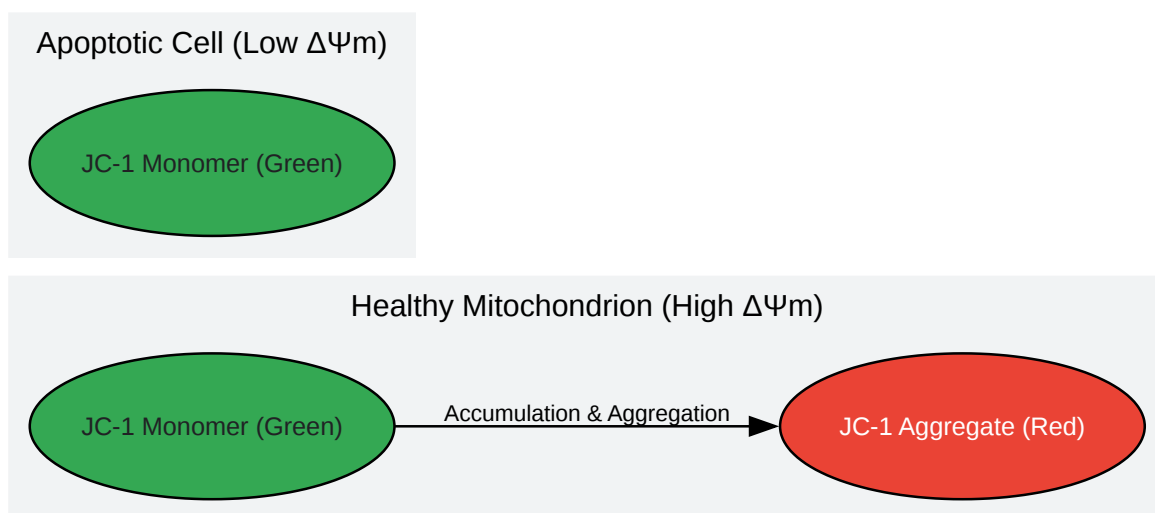 Apoptotic Cell (Low ΔΨm)
JC-1 Monomer (Green)
Healthy Mitochondrion (High ΔΨm)
JC-1 Monomer (Green)
Accumulation & Aggregation
JC-1 Aggregate (Red)